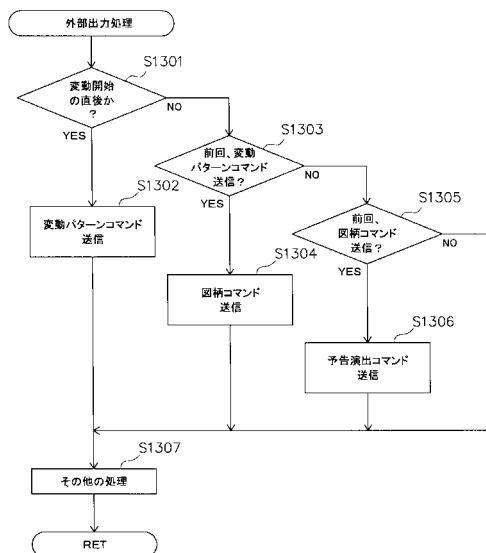 外部出力処理
S1301
変動開始
の直後か
?
NO
YES
S1303
前回、変動
パターンコマンド
送信?
NO
YES
S1302
変動パターンコマンド
送信
S1305
前回、
図柄コマンド
送信?
NO
YES
S1304
図柄コマンド
送信
S1306
予告演出コマンド
送信
S1307
その他の処理
RET